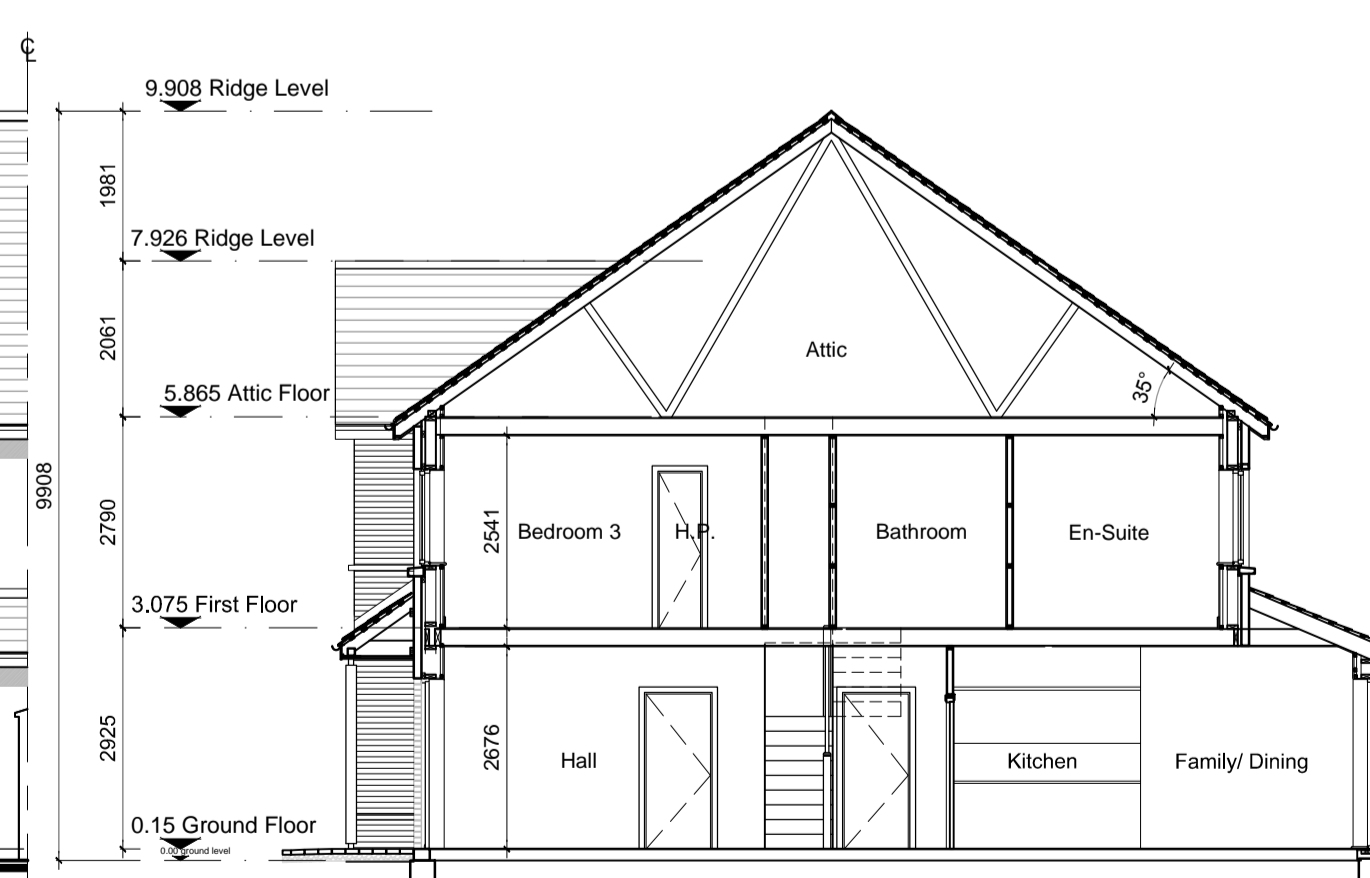 ℄
9.908 Ridge Level
1981
7.926 Ridge Level
2061
Attic
35°
5.865 Attic Floor
9908
2790
2541
Bedroom 3
H.P.
Bathroom
En-Suite
3.075 First Floor
2925
2676
Hall
Kitchen
Family/ Dining
0.15 Ground Floor
0.00 ground level